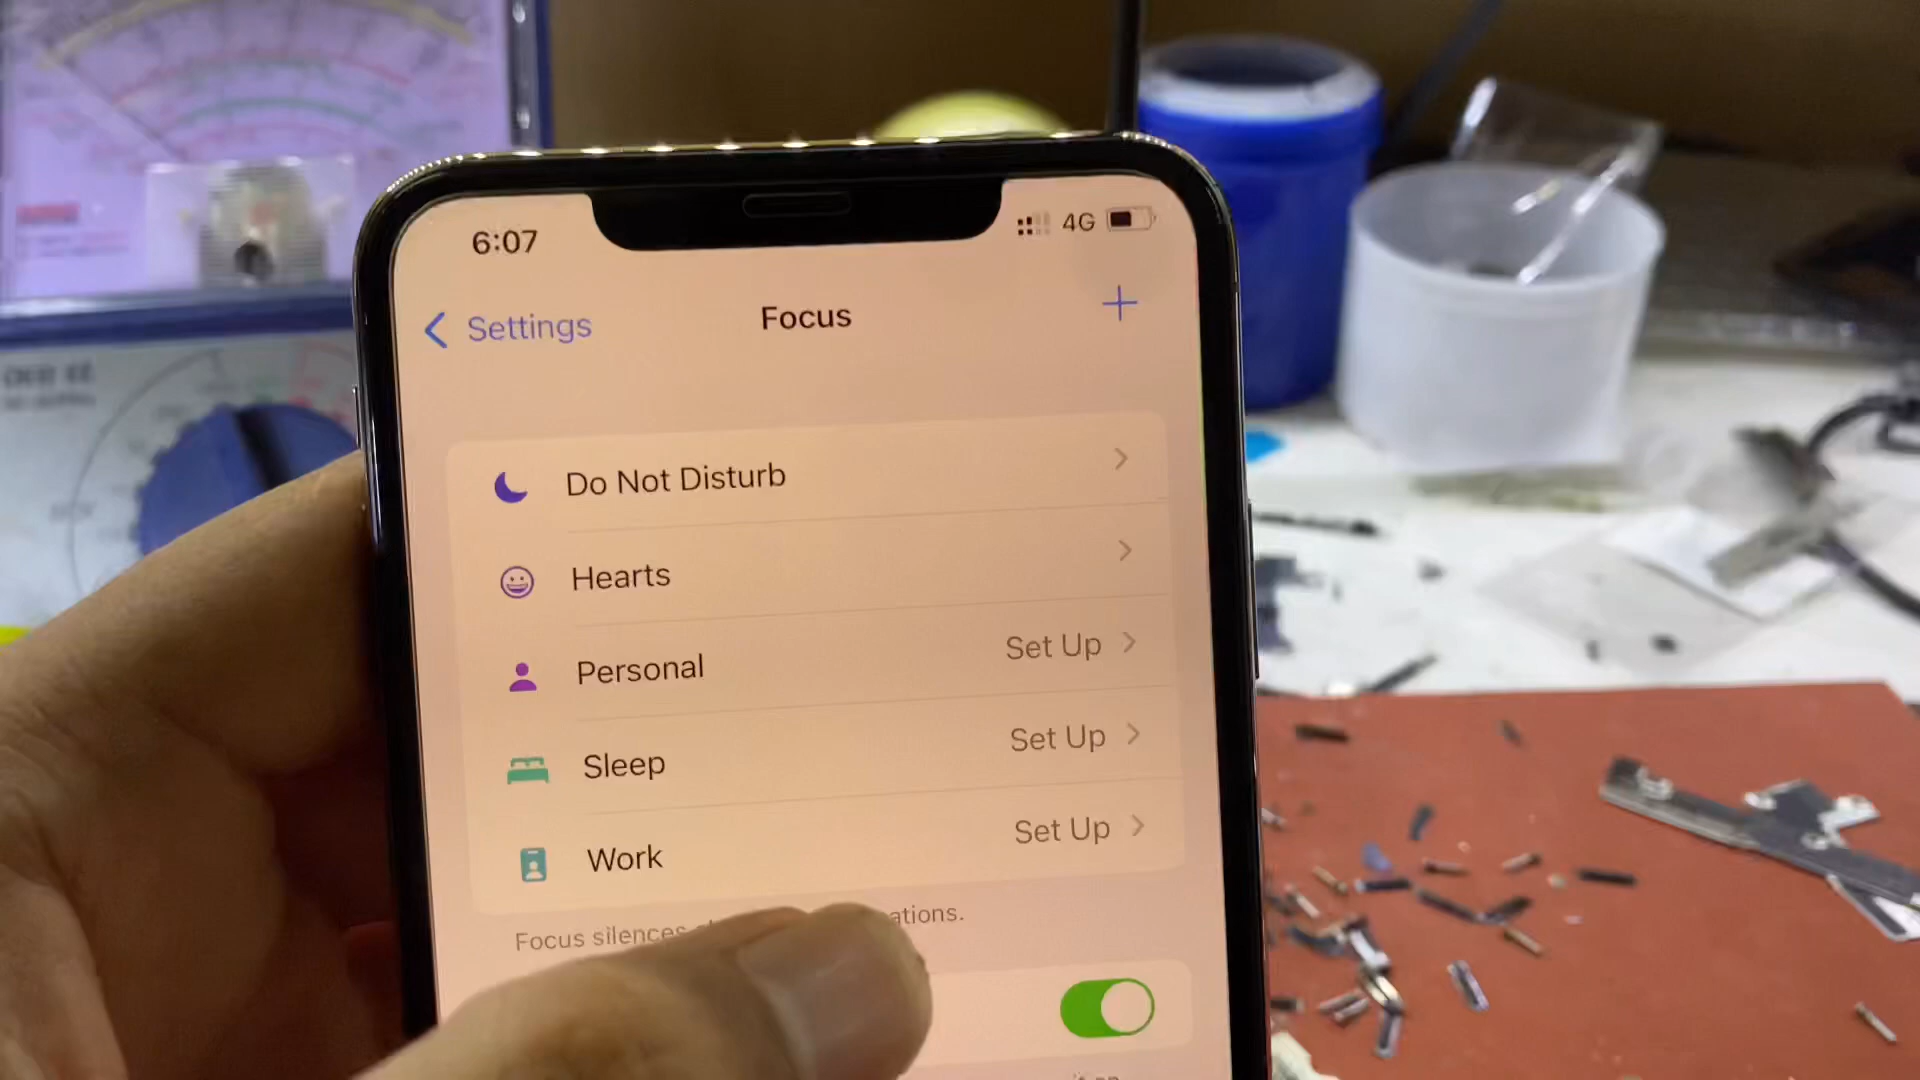 6:07
4G
Settings
Focus
Do Not Disturb
Hearts
Personal
Set Up
Sleep
Set Up
Work
Set Up
Focus silences ations.